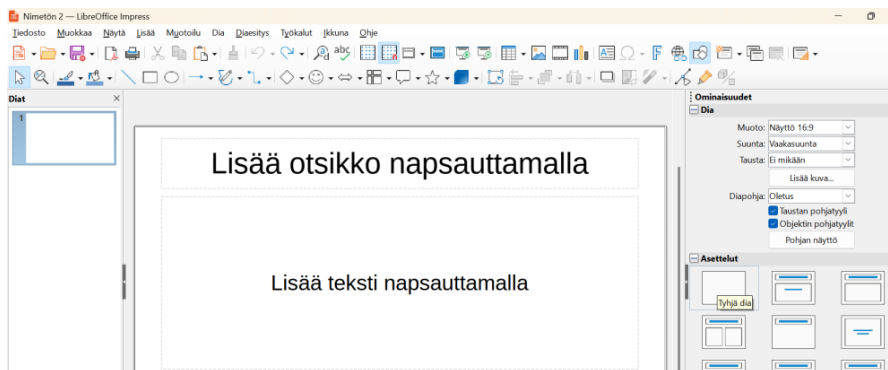 Nimetön 2 — LibreOffice Impress
Tiedosto Muokkaa Näytä Lisää Muotoilu Dia Diaesitys Työkalut Ikkuna Ohje
abc
Diat
1
Lisää otsikko napsauttamalla
Lisää teksti napsauttamalla
Ominaisuudet
Dia
Muoto: Näyttö 16:9
Suunta: Vaakasuunta
Tausta: Ei mikään
Lisää kuva...
Diapohja: Oletus
Taustan pohjatyyli
Objektin pohjatyylit
Pohjan näyttö
Asettelut
Tyhjä dia